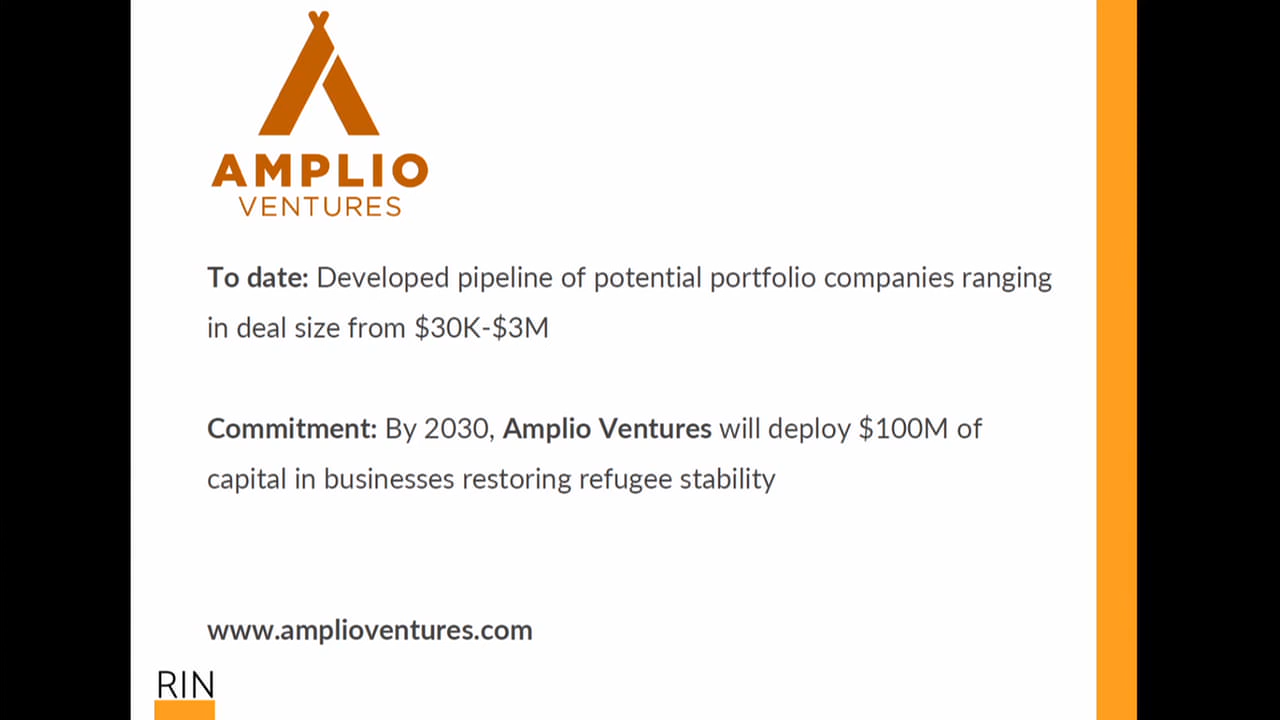 AMPLIO
VENTURES
To date: Developed pipeline of potential portfolio companies ranging
in deal size from $30K-$3M
Commitment: By 2030, Amplio Ventures will deploy $100M of
capital in businesses restoring refugee stability
www.amplioventures.com
RIN